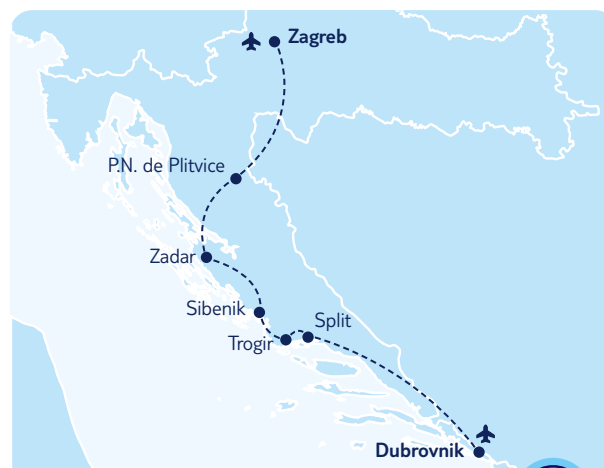 Zagreb
P.N. de Plitvice
Zadar
Sibenik
Split
Trogir
Dubrovnik